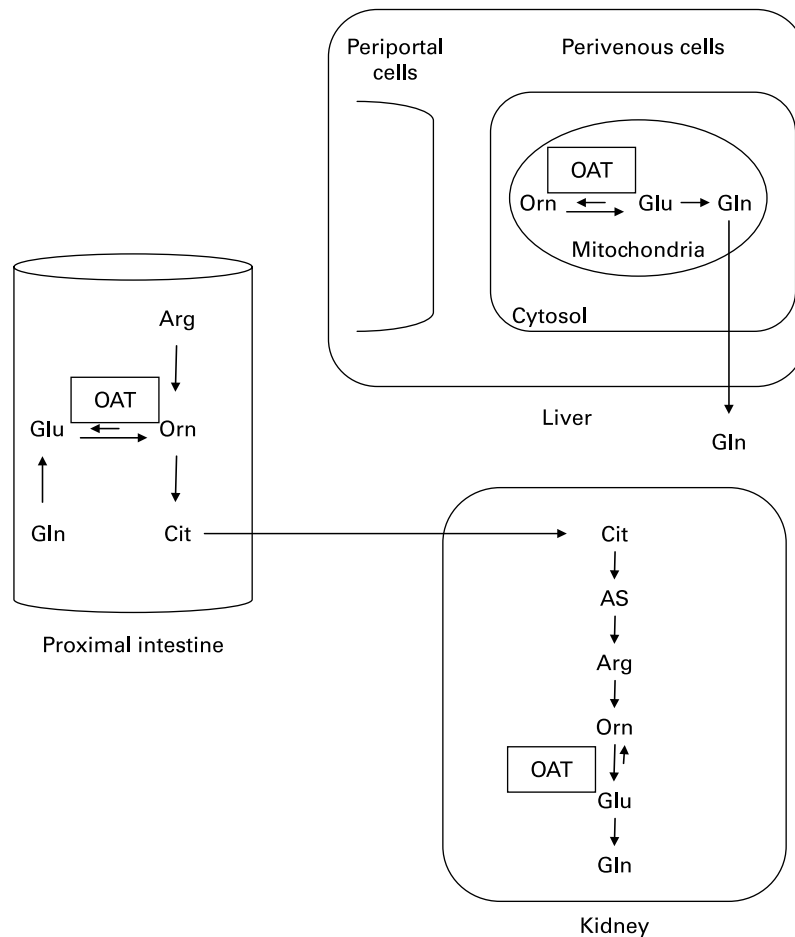 Periportal
cells
Perivenous cells
OAT
Orn
Glu
Gln
Mitochondria
Cytosol
Liver
Gln
Arg
OAT
Glu
Orn
Gln
Cit
Proximal intestine
Cit
AS
Arg
Orn
OAT
Glu
Gln
Kidney